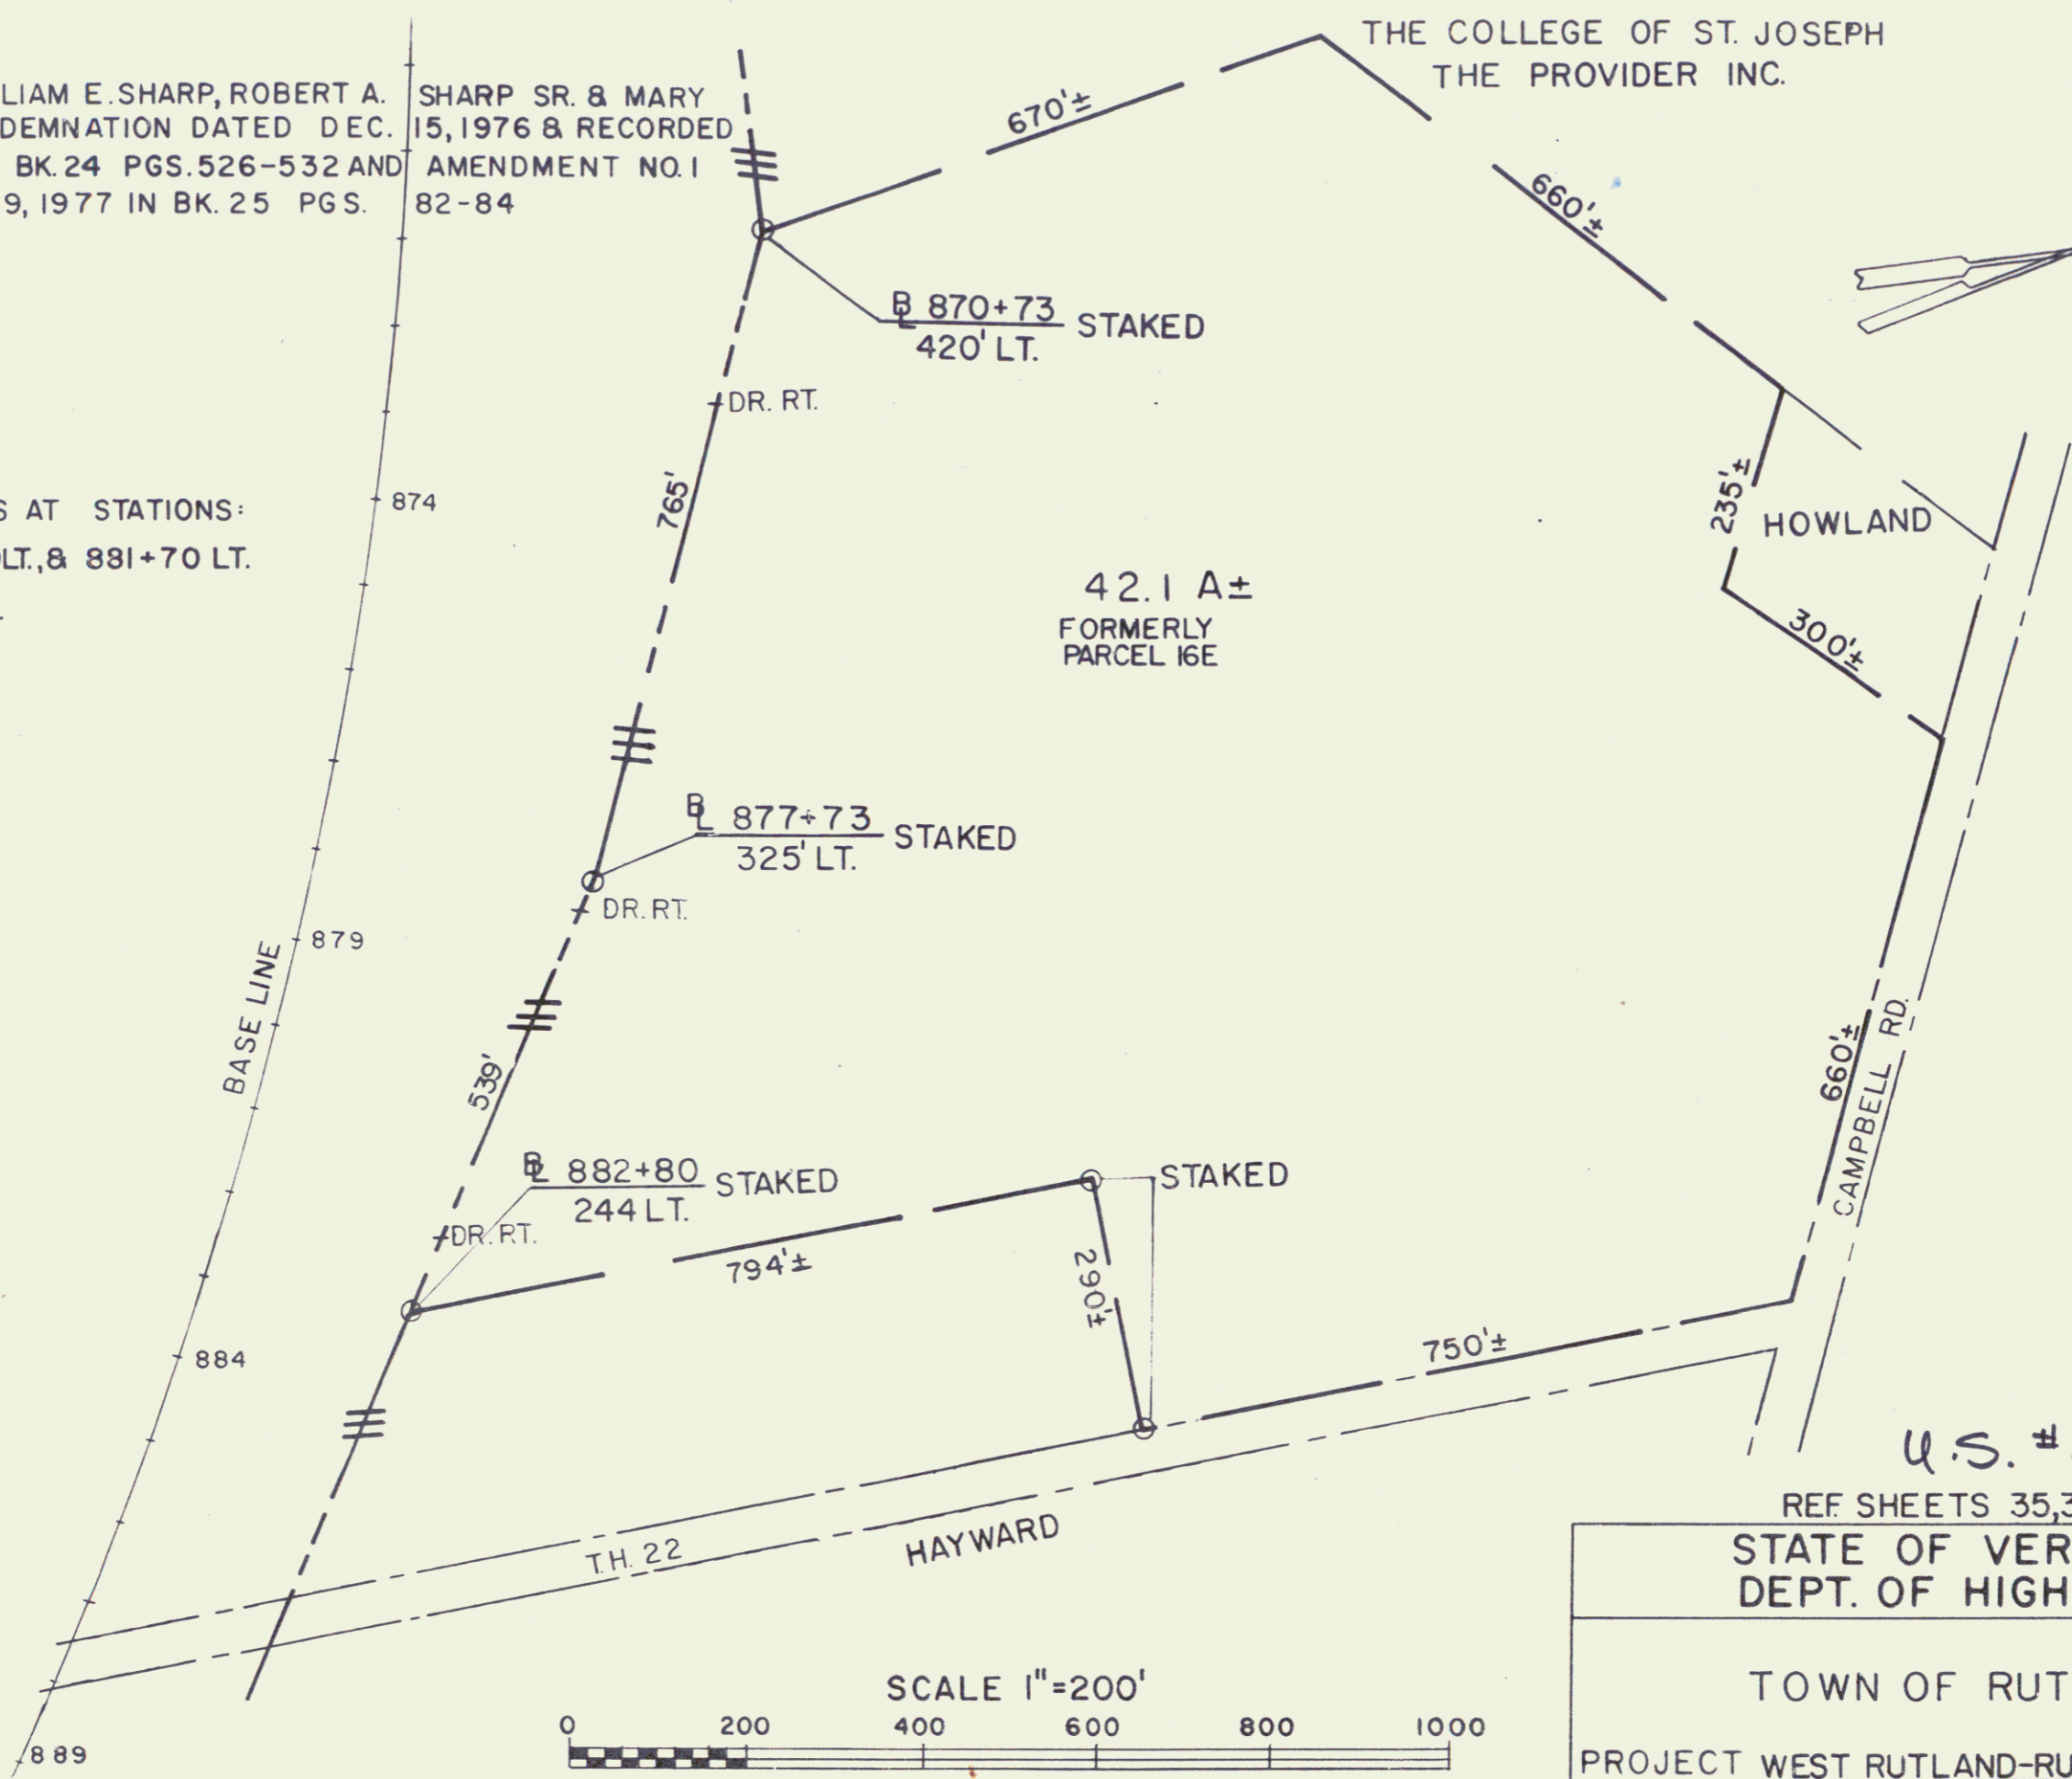 THE COLLEGE OF ST. JOSEPH
THE PROVIDER INC.
LIAM E. SHARP, ROBERT A. SHARP SR. & MARY
DEMNATION DATED DEC. 15, 1976 & RECORDED
BK. 24 PGS. 526-532 AND AMENDMENT NO. 1
9, 1977 IN BK. 25 PGS. 82-84
670'±
660'±
BL 870+73 STAKED
420' LT.
DR. RT.
765'
874
S AT STATIONS:
LT., & 881+70 LT.
235'±
HOWLAND
300'±
42.1 A±
FORMERLY
PARCEL 16E
BL 877+73 STAKED
325' LT.
DR. RT.
879
BASE LINE
539'
660'±
CAMPBELL RD.
BL 882+80 STAKED
244 LT.
DR. RT.
STAKED
794'±
290'±
750'±
884
U.S. #
REF. SHEETS 35,3
STATE OF VER
DEPT. OF HIGH
T.H. 22
HAYWARD
TOWN OF RUT
SCALE 1"=200'
0 200 400 600 800 1000
889
PROJECT WEST RUTLAND-RU